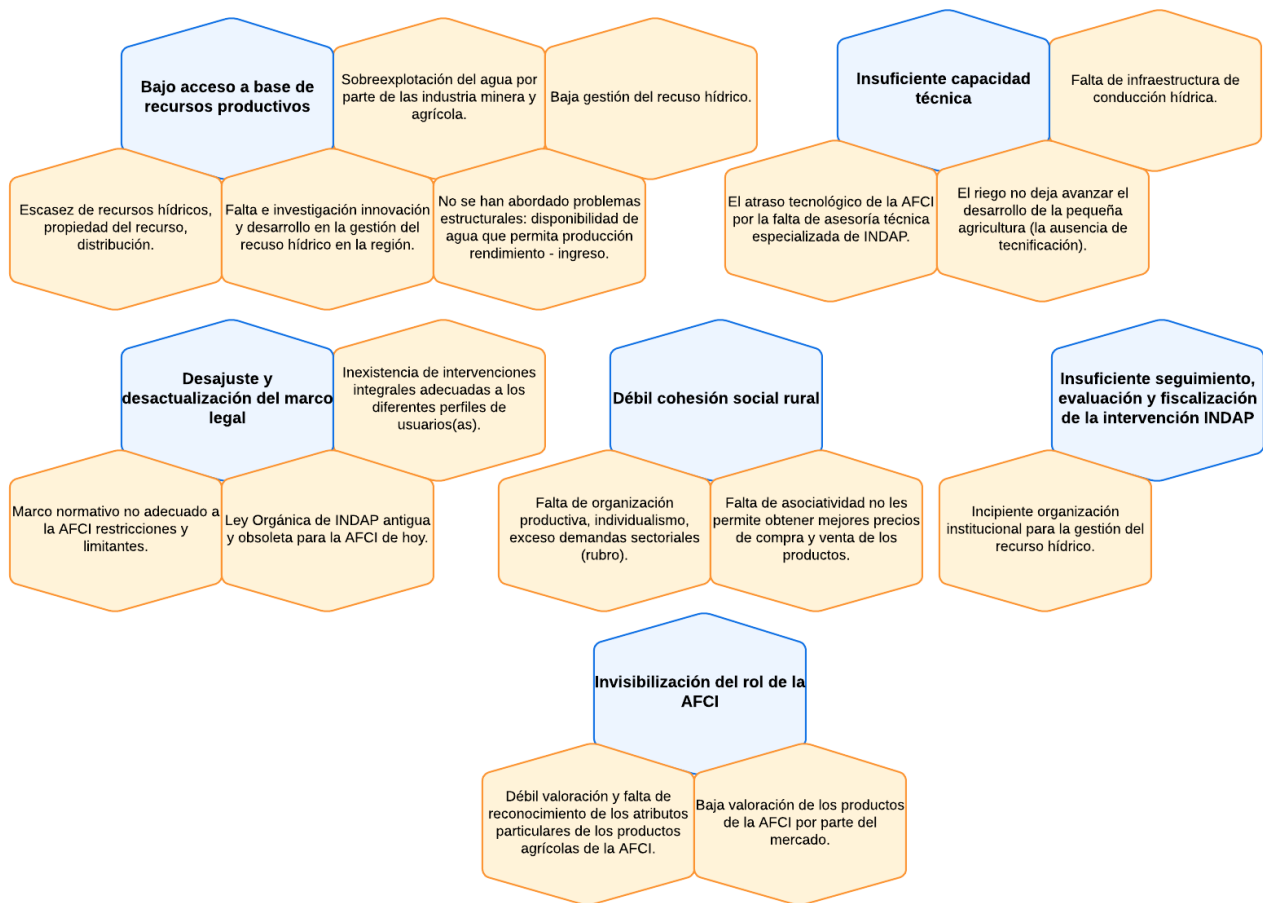 Bajo acceso a base de
recursos productivos
Sobreexplotación del agua por
parte de las industria minera y
agrícola.
Baja gestión del recuso hídrico.
Escasez de recursos hídricos,
propiedad del recurso,
distribución.
Falta e investigación innovación
y desarrollo en la gestión del
recuso hídrico en la región.
No se han abordado problemas
estructurales: disponibilidad de
agua que permita producción
rendimiento - ingreso.
Insuficiente capacidad
técnica
Falta de infraestructura de
conducción hídrica.
El atraso tecnológico de la AFCI
por la falta de asesoría técnica
especializada de INDAP.
El riego no deja avanzar el
desarrollo de la pequeña
agricultura (la ausencia de
tecnificación).
Desajuste y
desactualización del marco
legal
Inexistencia de intervenciones
integrales adecuadas a los
diferentes perfiles de
usuarios(as).
Marco normativo no adecuado a
la AFCI restricciones y
limitantes.
Ley Orgánica de INDAP antigua
y obsoleta para la AFCI de hoy.
Débil cohesión social rural
Falta de organización
productiva, individualismo,
exceso demandas sectoriales
(rubro).
Falta de asociatividad no les
permite obtener mejores precios
de compra y venta de los
productos.
Insuficiente seguimiento,
evaluación y fiscalización
de la intervención INDAP
Incipiente organización
institucional para la gestión del
recurso hídrico.
Invisibilización del rol de la
AFCI
Débil valoración y falta de
reconocimiento de los atributos
particulares de los productos
agrícolas de la AFCI.
Baja valoración de los productos
de la AFCI por parte del
mercado.